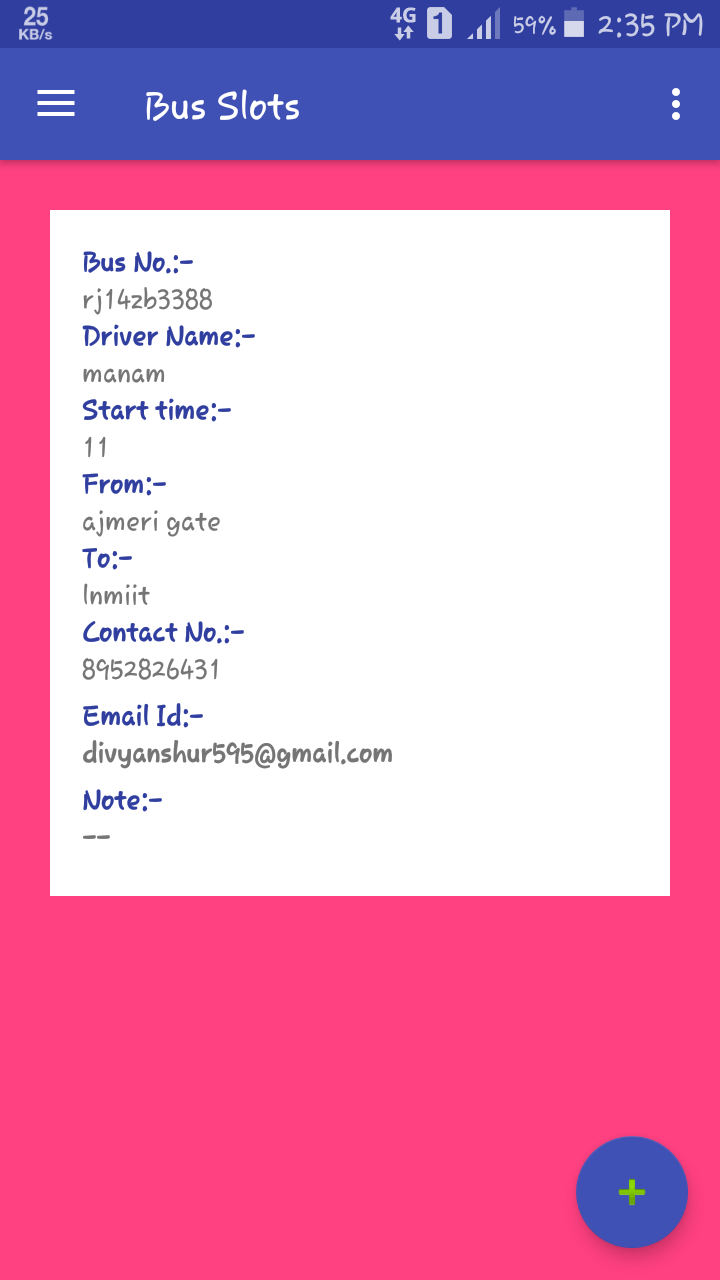 25
KB/s
4G
1
59%
2:35 PM
Bus Slots
Bus No.:-
rj14zb3388
Driver Name:-
manam
Start time:-
11
From:-
ajmeri gate
To:-
lnmiit
Contact No.:-
8952826431
Email Id:-
divyanshur595@gmail.com
Note:-
--
+